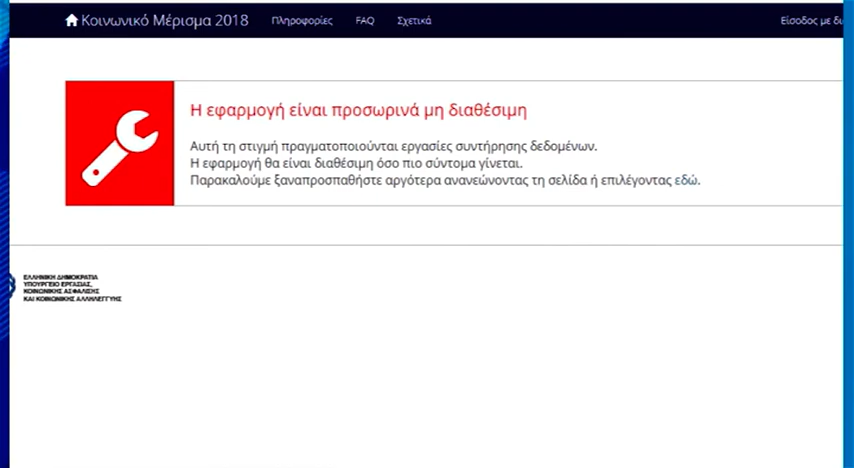 Κοινωνικό Μέρισμα 2018 Πληροφορίες FAQ Σχετικά Είσοδος με
Η εφαρμογή είναι προσωρινά μη διαθέσιμη
Αυτή τη στιγμή πραγματοποιούνται εργασίες συντήρησης δεδομένων.
Η εφαρμογή θα είναι διαθέσιμη όσο πιο σύντομα γίνεται.
Παρακαλούμε ξαναπροσπαθήστε αργότερα ανανεώνοντας τη σελίδα ή επιλέγοντας εδώ.
ΕΛΛΗΝΙΚΗ ΔΗΜΟΚΡΑΤΙΑ
ΥΠΟΥΡΓΕΙΟ ΕΡΓΑΣΙΑΣ,
ΚΟΙΝΩΝΙΚΗΣ ΑΣΦΑΛΙΣΗΣ
ΚΑΙ ΚΟΙΝΩΝΙΚΗΣ ΑΛΛΗΛΕΓΓΥΗΣ